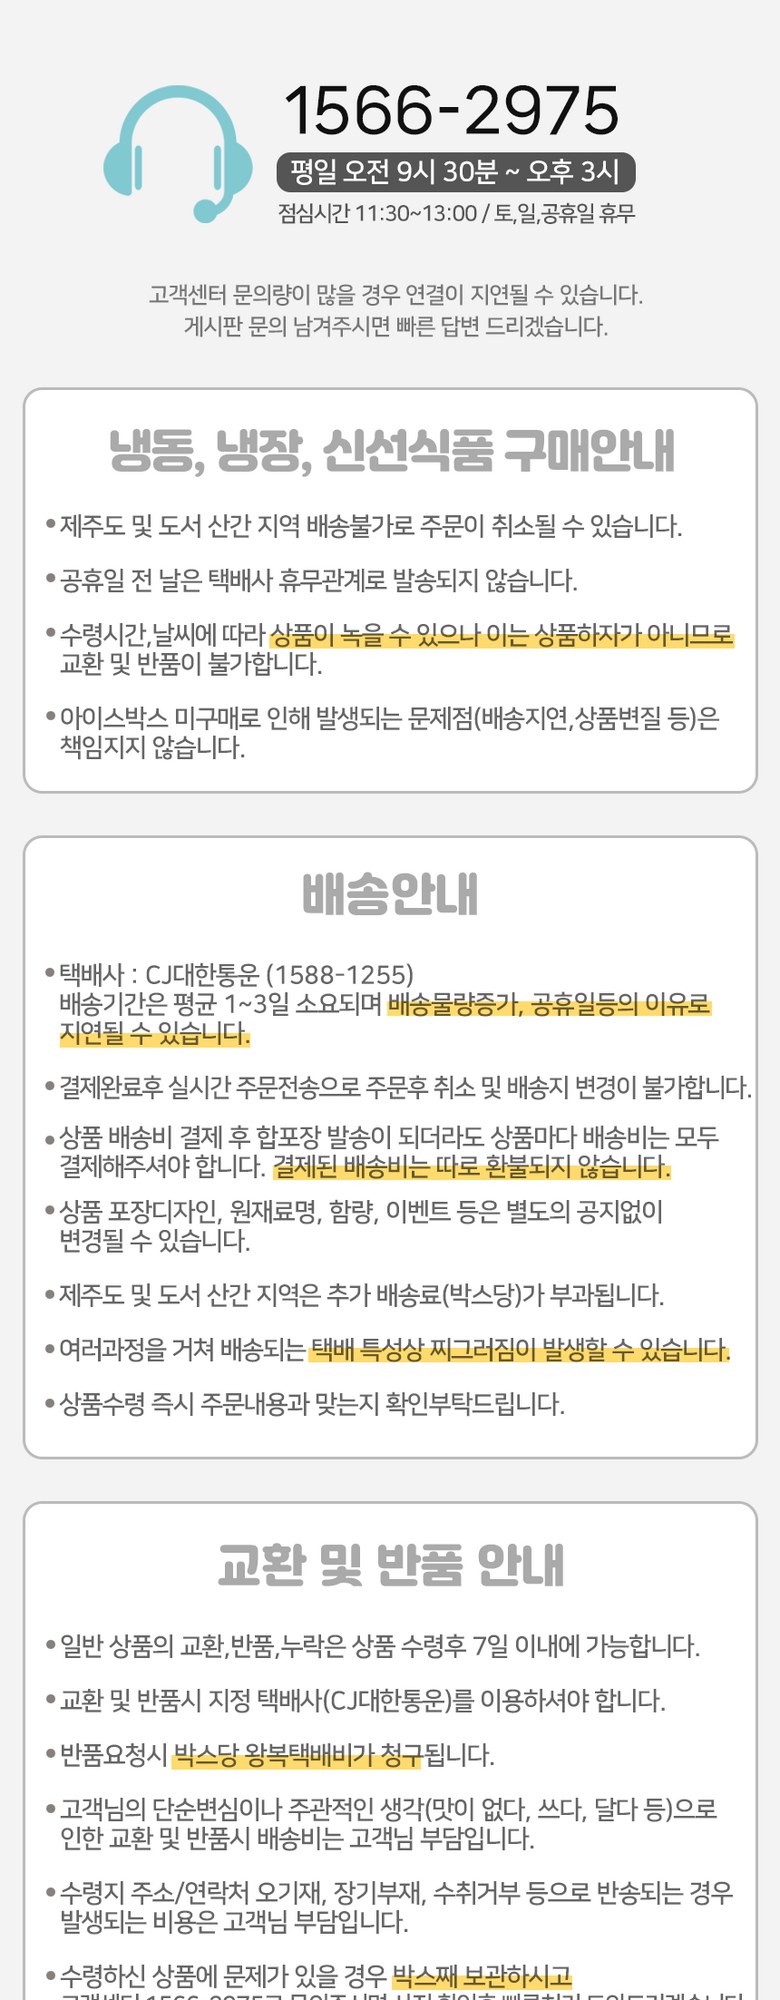 1566-2975
평일 오전 9시 30분 ~ 오후 3시
점심시간 11:30~13:00 / 토,일,공휴일 휴무
고객센터 문의량이 많을 경우 연결이 지연될 수 있습니다.
게시판 문의 남겨주시면 빠른 답변 드리겠습니다.
냉동, 냉장, 신선식품 구매안내
• 제주도 및 도서 산간 지역 배송불가로 주문이 취소될 수 있습니다.
• 공휴일 전 날은 택배사 휴무관계로 발송되지 않습니다.
• 수령시간,날씨에 따라 상품이 녹을 수 있으나 이는 상품하자가 아니므로
교환 및 반품이 불가합니다.
• 아이스박스 미구매로 인해 발생되는 문제점(배송지연,상품변질 등)은
책임지지 않습니다.
배송안내
• 택배사 : CJ대한통운 (1588-1255)
배송기간은 평균 1~3일 소요되며 배송물량증가, 공휴일등의 이유로
지연될 수 있습니다.
• 결제완료후 실시간 주문전송으로 주문후 취소 및 배송지 변경이 불가합니다.
• 상품 배송비 결제 후 합포장 발송이 되더라도 상품마다 배송비는 모두
결제해주셔야 합니다. 결제된 배송비는 따로 환불되지 않습니다.
• 상품 포장디자인, 원재료명, 함량, 이벤트 등은 별도의 공지없이
변경될 수 있습니다.
• 제주도 및 도서 산간 지역은 추가 배송료(박스당)가 부과됩니다.
• 여러과정을 거쳐 배송되는 택배 특성상 찌그러짐이 발생할 수 있습니다.
• 상품수령 즉시 주문내용과 맞는지 확인부탁드립니다.
교환 및 반품 안내
• 일반 상품의 교환,반품,누락은 상품 수령후 7일 이내에 가능합니다.
• 교환 및 반품시 지정 택배사(CJ대한통운)를 이용하셔야 합니다.
• 반품요청시 박스당 왕복택배비가 청구됩니다.
• 고객님의 단순변심이나 주관적인 생각(맛이 없다, 쓰다, 달다 등)으로
인한 교환 및 반품시 배송비는 고객님 부담입니다.
• 수령지 주소/연락처 오기재, 장기부재, 수취거부 등으로 반송되는 경우
발생되는 비용은 고객님 부담입니다.
• 수령하신 상품에 문제가 있을 경우 박스째 보관하시고